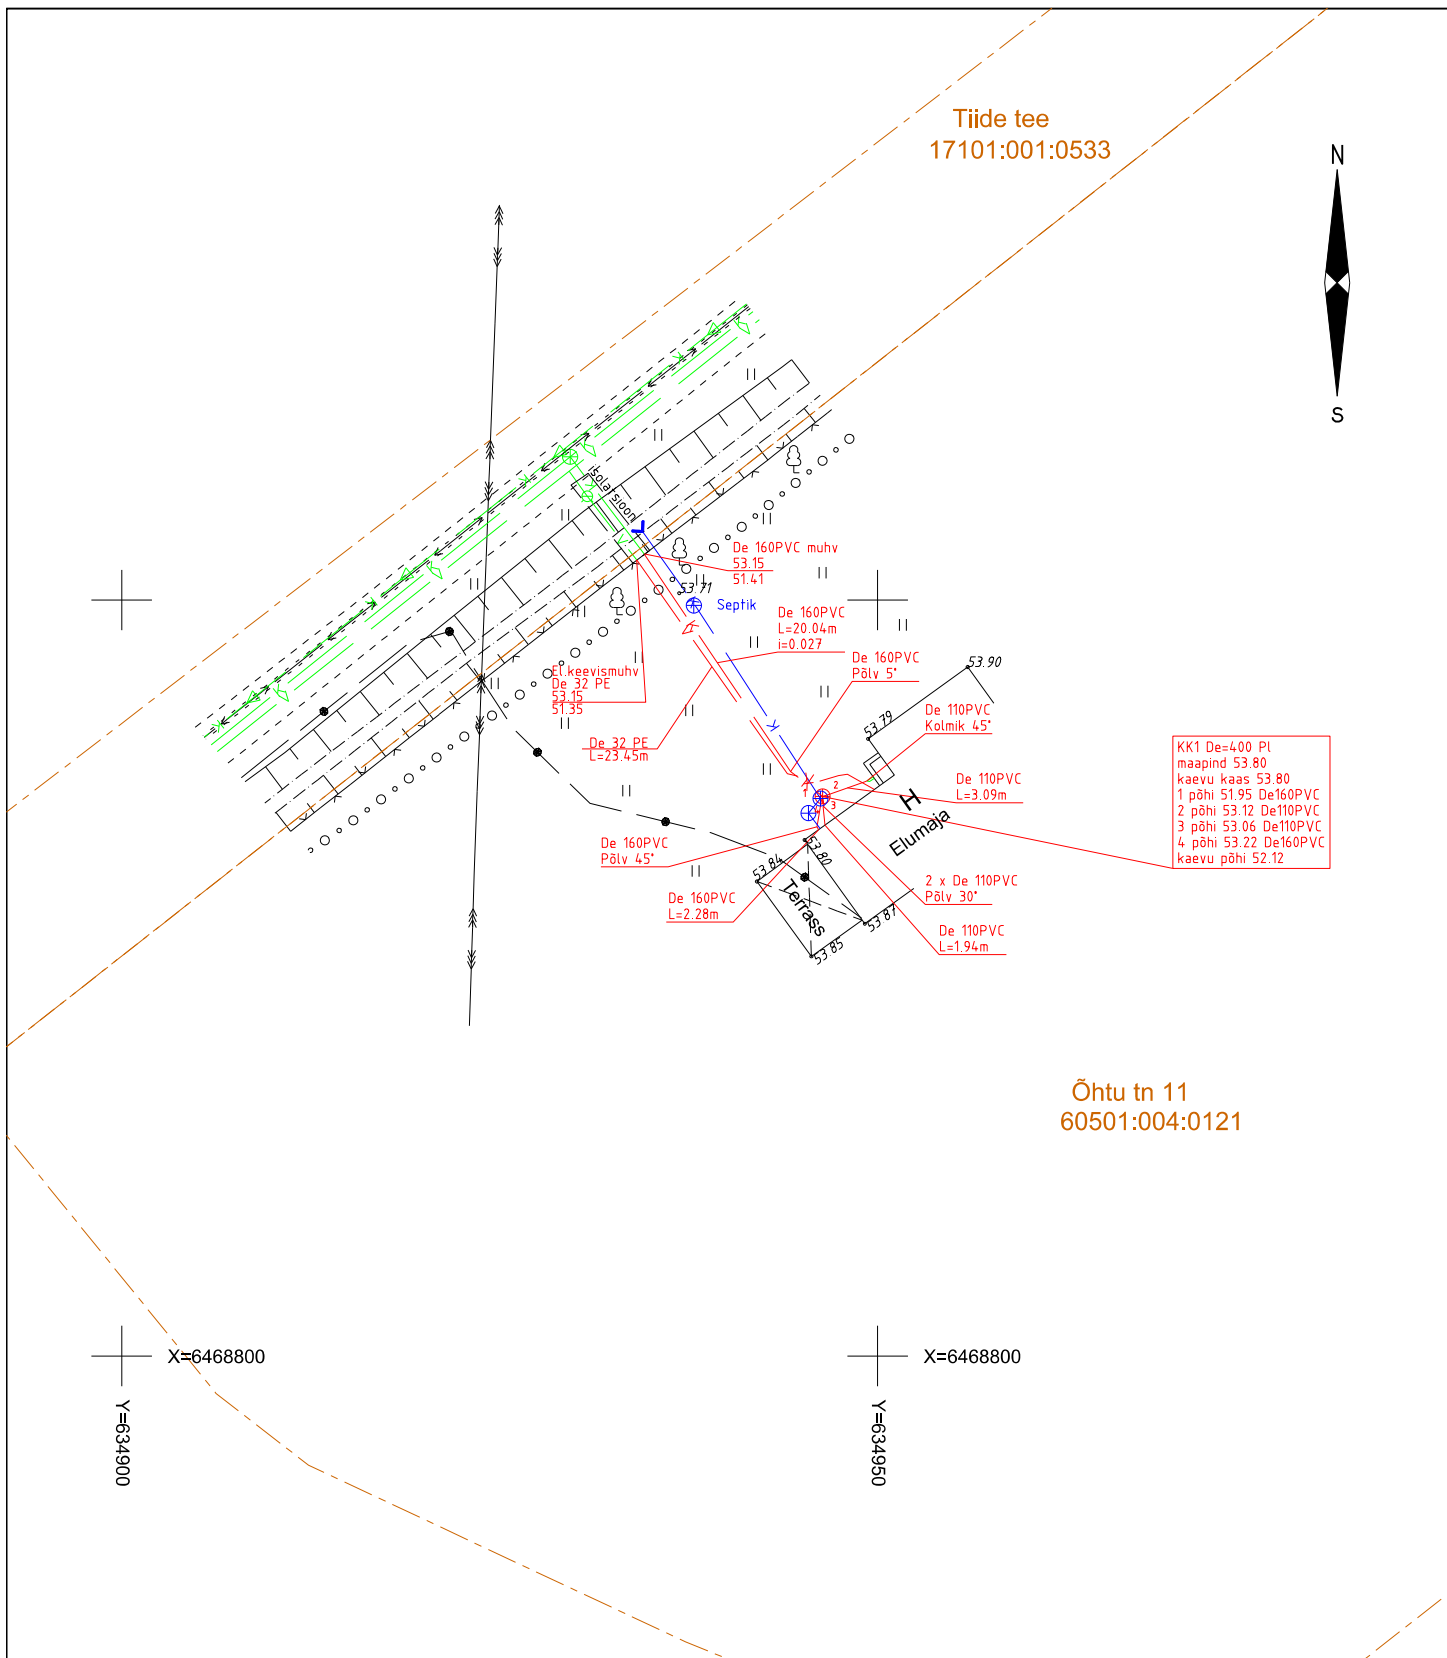 Tiide tee
17101:001:0533
N
S
Isolatsioon
De 160PVC muhv
53.15
51.41
53.71
Septik
De 160PVC
L=20.04m
i=0.027
De 160PVC
Põlv 5°
53.90
El.keevismuhv
De 32 PE
53.15
51.35
De 110PVC
Kolmik 45°
53.79
De 32 PE
L=23.45m
KK1 De=400 Pl
maapind 53.80
kaevu kaas 53.80
1 põhi 51.95 De160PVC
2 põhi 53.12 De110PVC
3 põhi 53.06 De110PVC
4 põhi 53.22 De160PVC
kaevu põhi 52.12
De 110PVC
L=3.09m
1
2
3
H
Elumaja
De 160PVC
Põlv 45°
53.80
53.84
Terrass
2 x De 110PVC
Põlv 30°
De 160PVC
L=2.28m
53.87
De 110PVC
L=1.94m
53.85
Õhtu tn 11
60501:004:0121
X=6468800
X=6468800
Y=634900
Y=634950